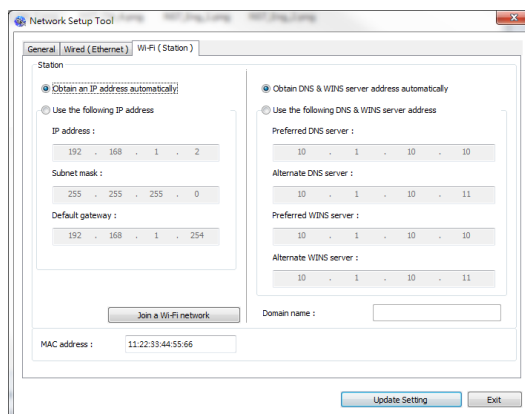 Network Setup Tool
General Wired ( Ethernet ) Wi-Fi ( Station )
Station
Obtain an IP address automatically
Use the following IP address
IP address :
192 . 168 . 1 . 2
Subnet mask :
255 . 255 . 255 . 0
Default gateway :
192 . 168 . 1 . 254
Join a Wi-Fi network
Obtain DNS & WINS server address automatically
Use the following DNS & WINS server address
Preferred DNS server :
10 . 1 . 10 . 10
Alternate DNS server :
10 . 1 . 10 . 11
Preferred WINS server :
10 . 1 . 10 . 10
Alternate WINS server :
10 . 1 . 10 . 11
Domain name :
MAC address : 11:22:33:44:55:66
Update Setting Exit